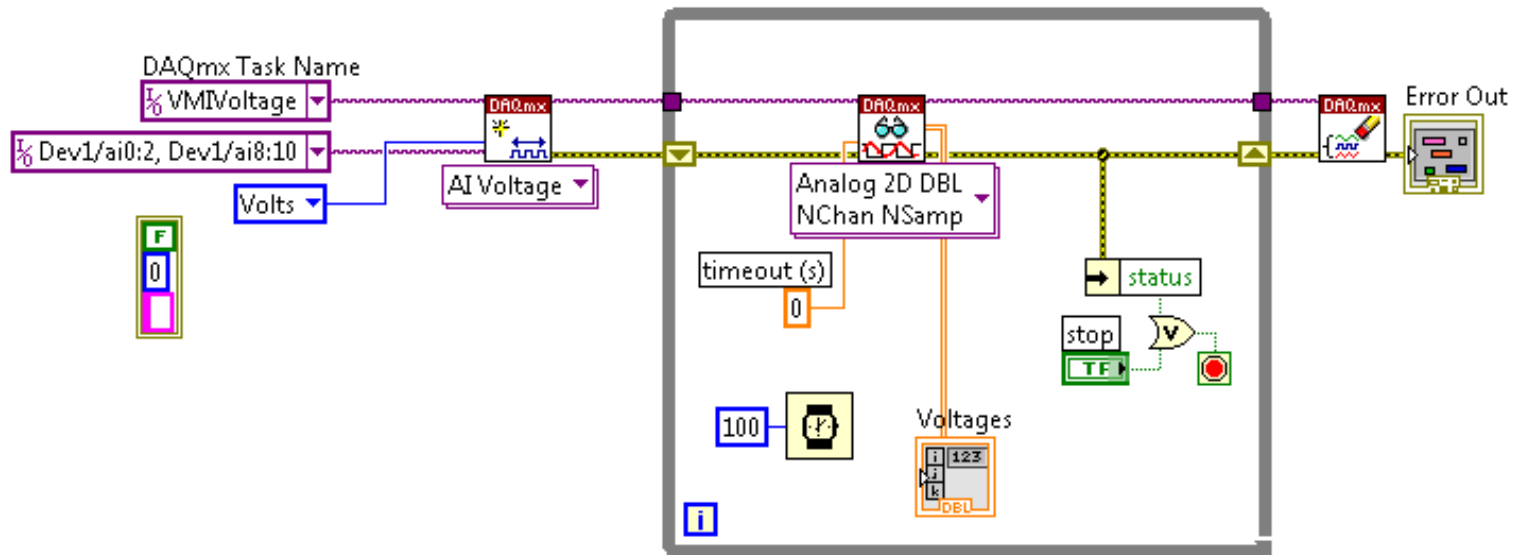 DAQmx Task Name
VMIVoltage
Dev1/ai0:2, Dev1/ai8:10
Volts
F
0
DAQmx
AI Voltage
DAQmx
Analog 2D DBL
NChan NSamp
timeout (s)
0
100
i
Voltages
i
j
k
123
DBL
status
stop
TF
V
DAQmx
Error Out